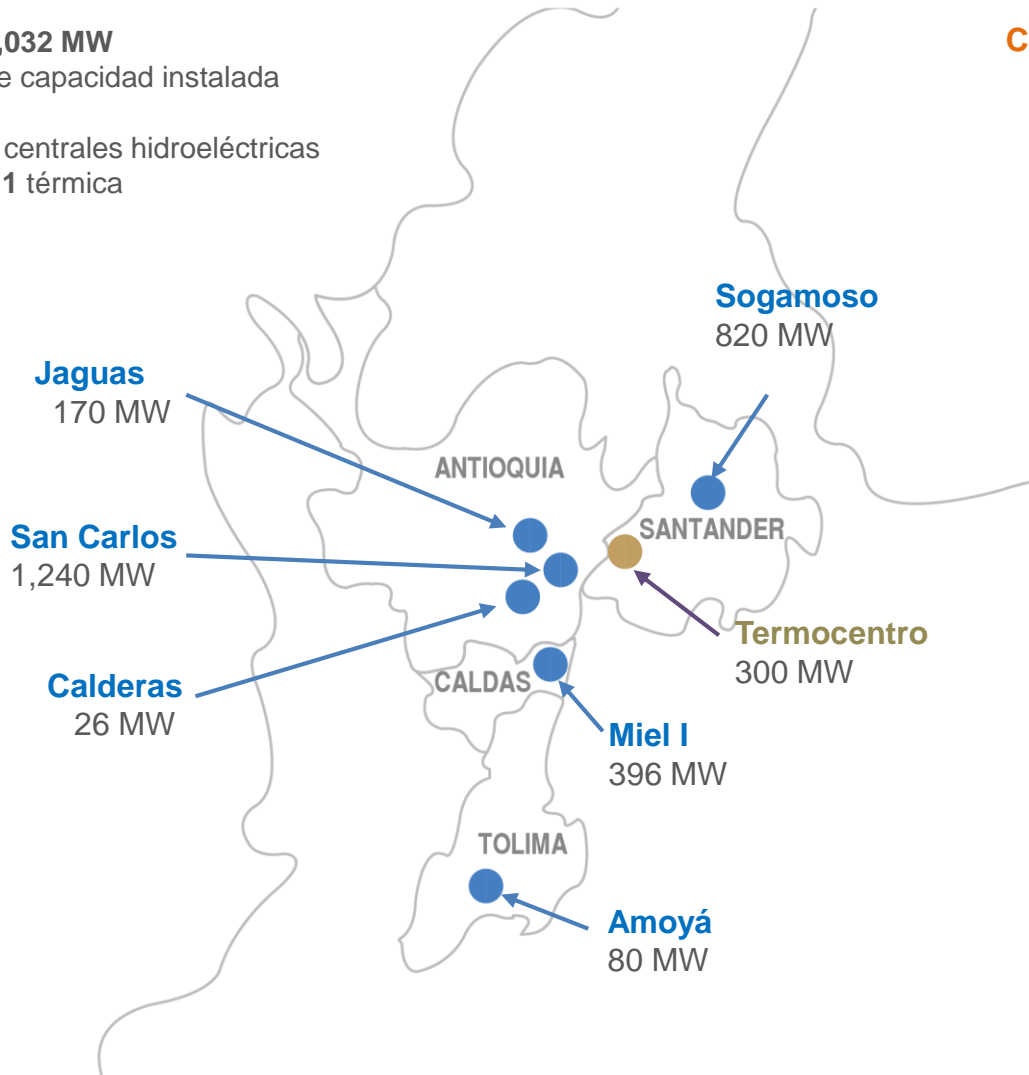 ,032 MW
e capacidad instalada
centrales hidroeléctricas
1 térmica
C
Sogamoso
820 MW
Jaguas
170 MW
ANTIOQUIA
San Carlos
1,240 MW
SANTANDER
Termocentro
300 MW
Calderas
26 MW
CALDAS
Miel I
396 MW
TOLIMA
Amoyá
80 MW